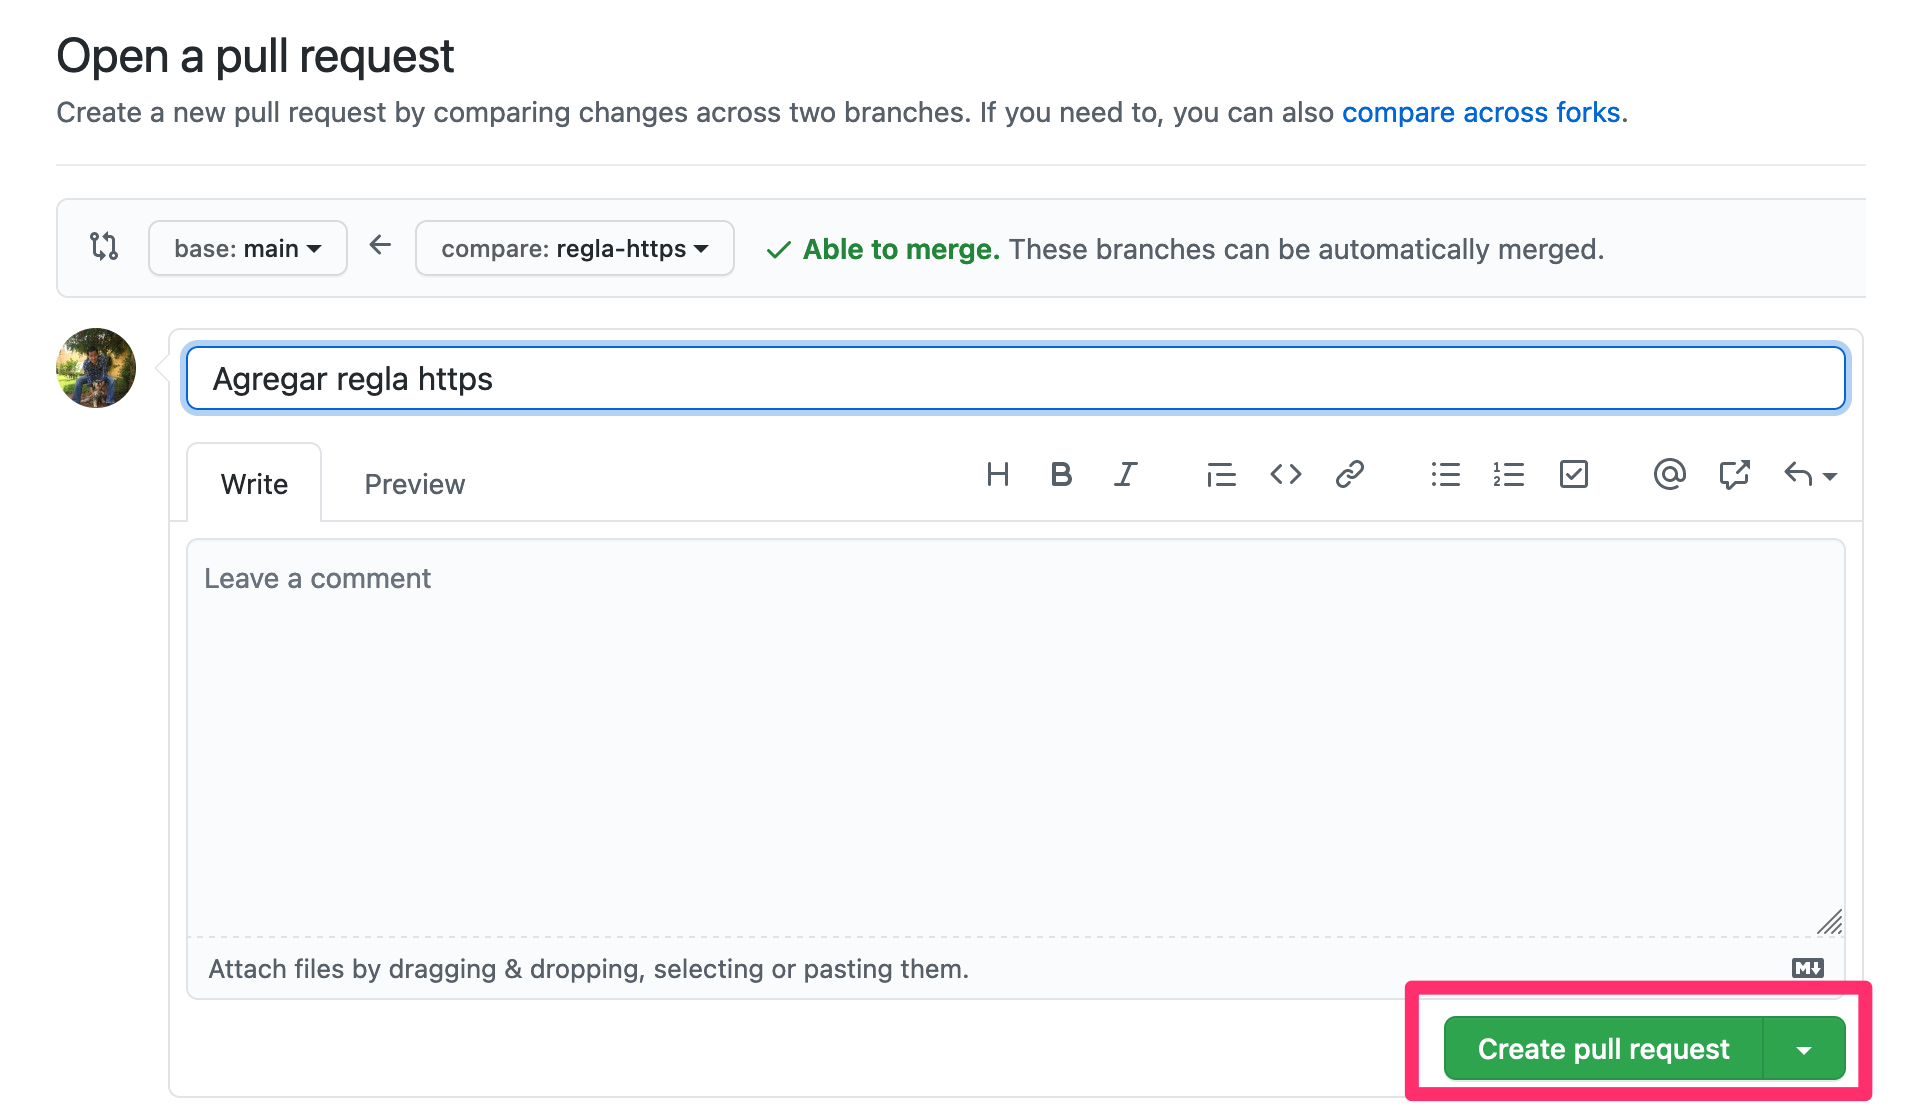 Open a pull request
Create a new pull request by comparing changes across two branches. If you need to, you can also compare across forks.
base: main compare: regla-https Able to merge. These branches can be automatically merged.
Agregar regla https
Write Preview
Leave a comment
Attach files by dragging & dropping, selecting or pasting them.
Create pull request